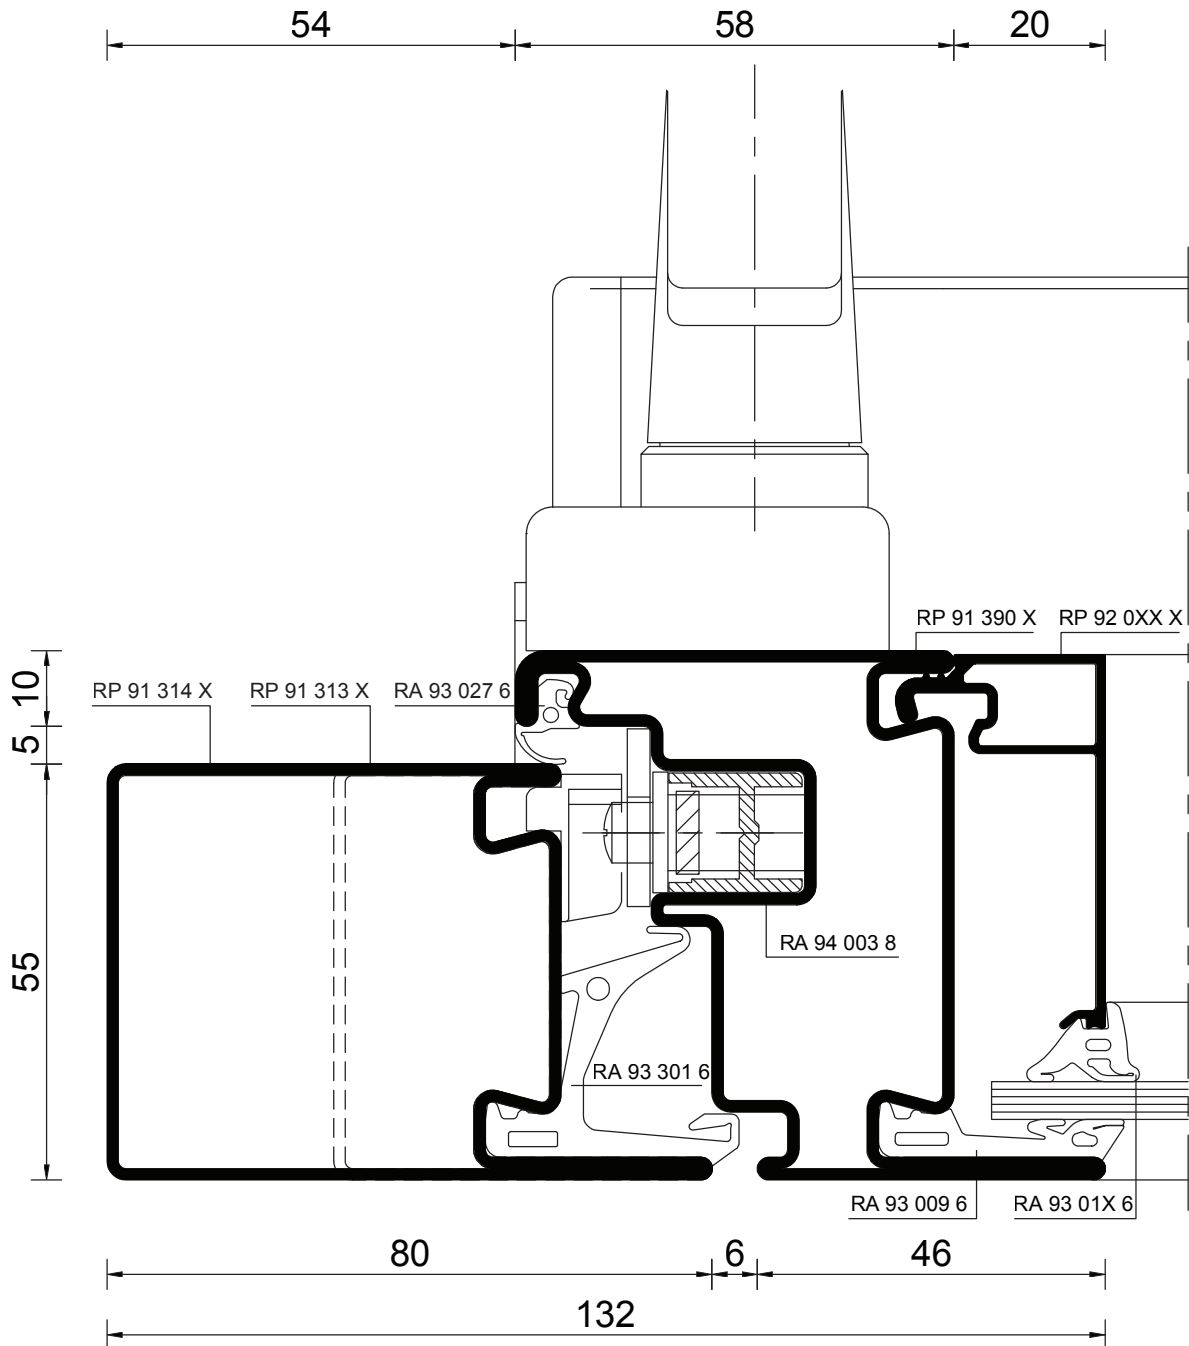 54
58
20
RP 91 390 X
RP 92 0XX X
10
RP 91 314 X
RP 91 313 X
RA 93 027 6
5
55
RA 94 003 8
RA 93 301 6
RA 93 009 6
RA 93 01X 6
80
6
46
132